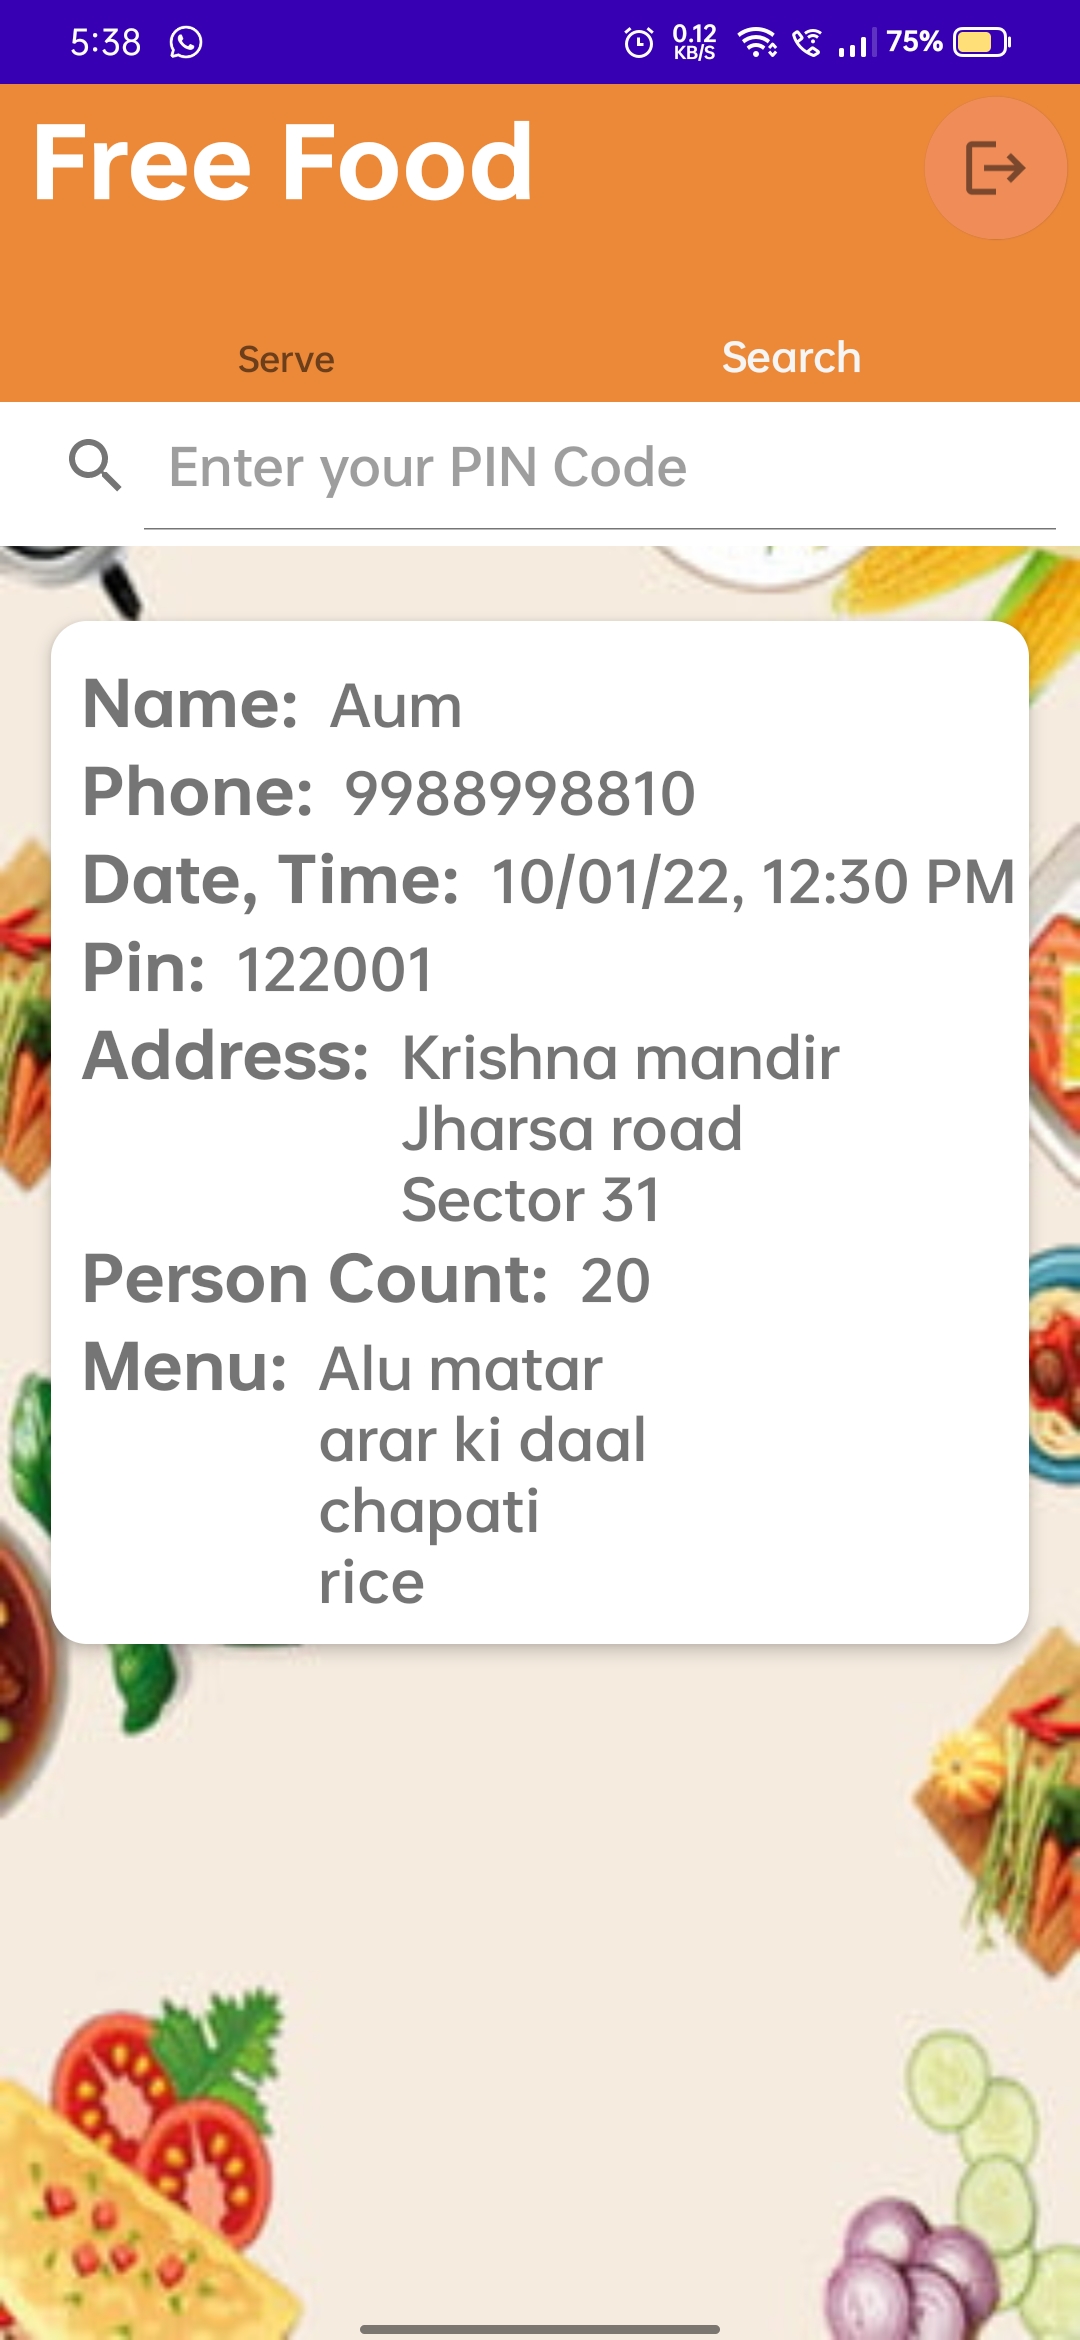 5:38 0.12 KB/S 75%
Free Food
Serve Search
Enter your PIN Code
Name: Aum
Phone: 9988998810
Date, Time: 10/01/22, 12:30 PM
Pin: 122001
Address: Krishna mandir
Jharsa road
Sector 31
Person Count: 20
Menu: Alu matar
arar ki daal
chapati
rice